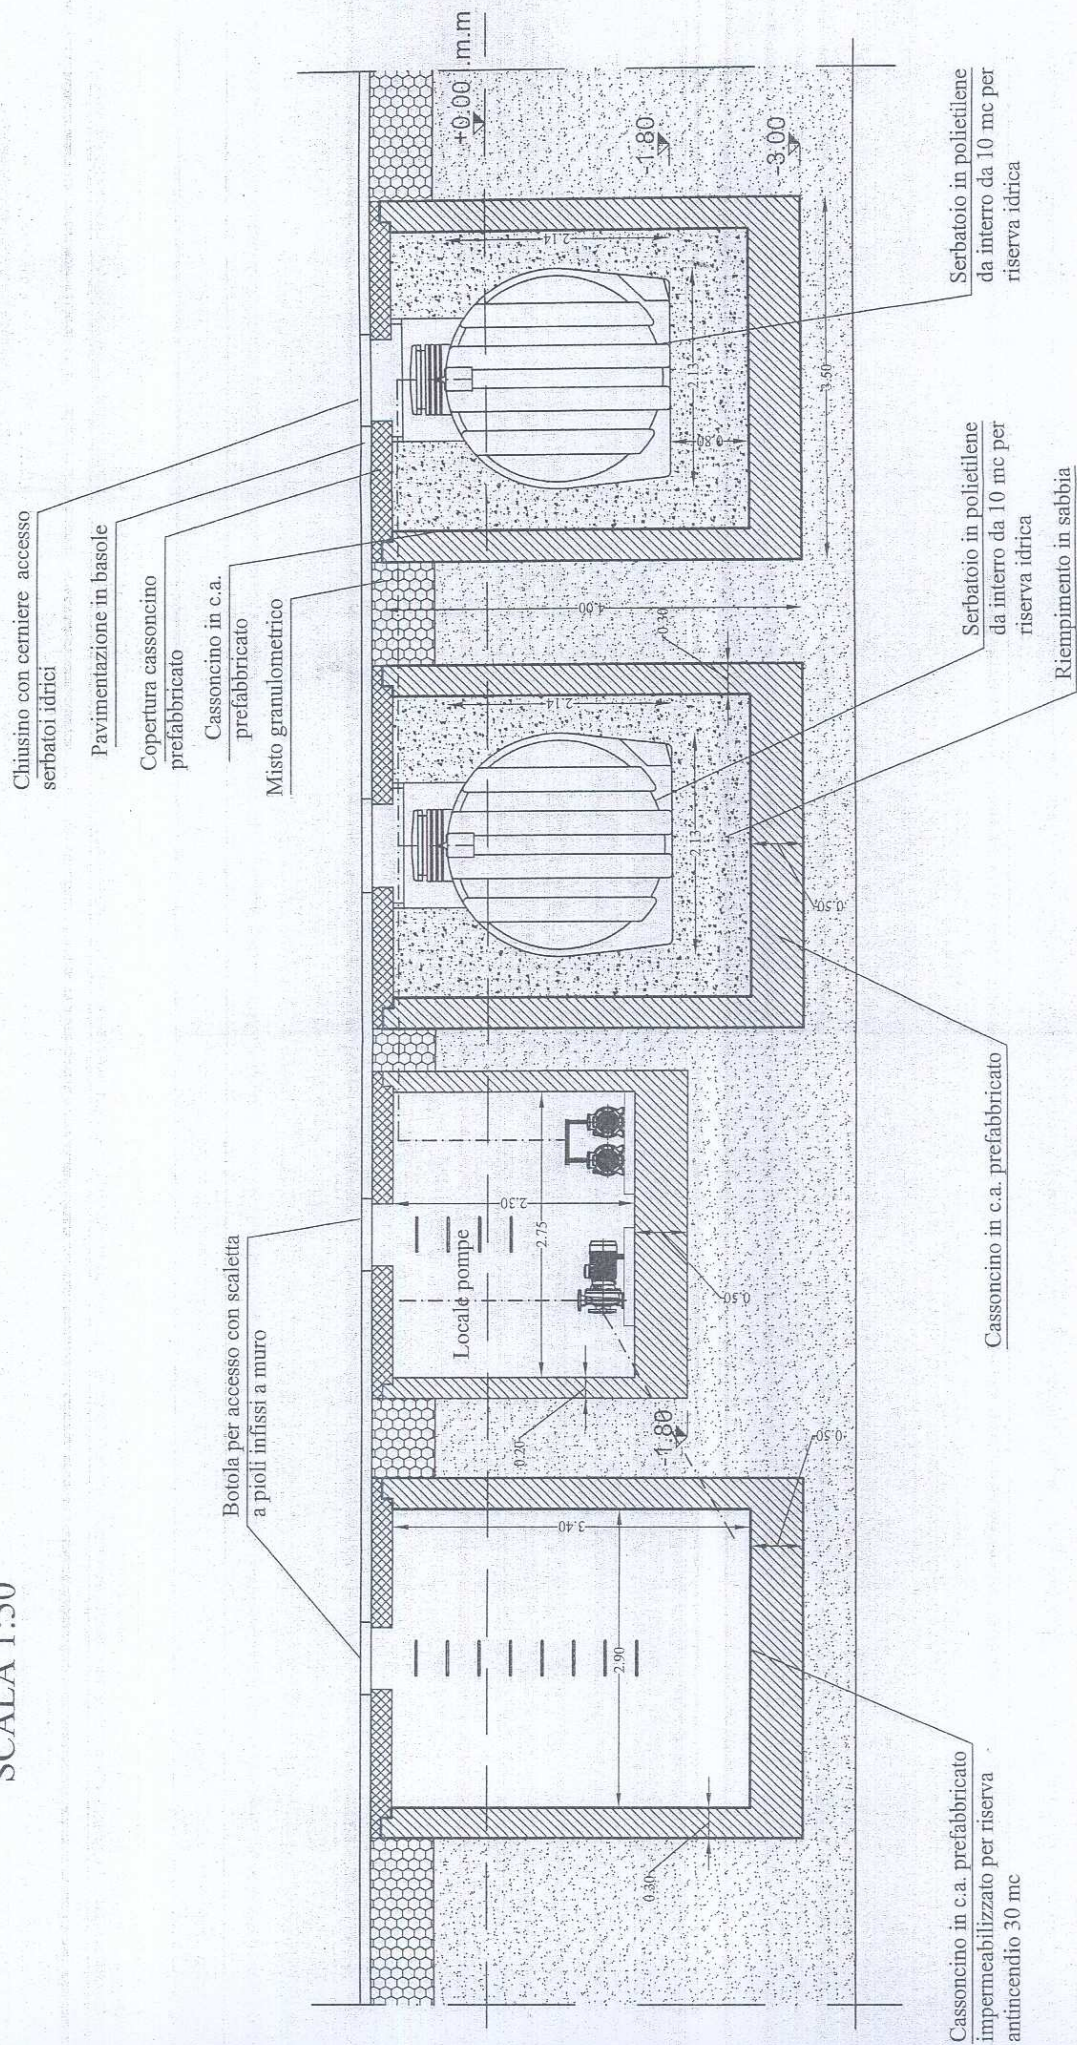 SCALA 1:50
Chiusino con cerniere accesso
serbatoi idrici
Pavimentazione in basole
Copertura cassoncino
prefabbricato
Cassoncino in c.a.
prefabbricato
Misto granulometrico
Botola per accesso con scaletta
a pioli infissi a muro
+0.00 .m.m
-1.80
-3.00
2.14
2.13
0.80
3.50
4.00
0.30
2.14
2.13
0.50
Locale pompe
2.30
2.75
0.50
0.20
-1.80
3.40
2.90
0.50
0.30
Serbatoio in polietilene
da interro da 10 mc per
riserva idrica
Serbatoio in polietilene
da interro da 10 mc per
riserva idrica
Riempimento in sabbia
Cassoncino in c.a. prefabbricato
Cassoncino in c.a. prefabbricato
impermeabilizzato per riserva
antincendio 30 mc